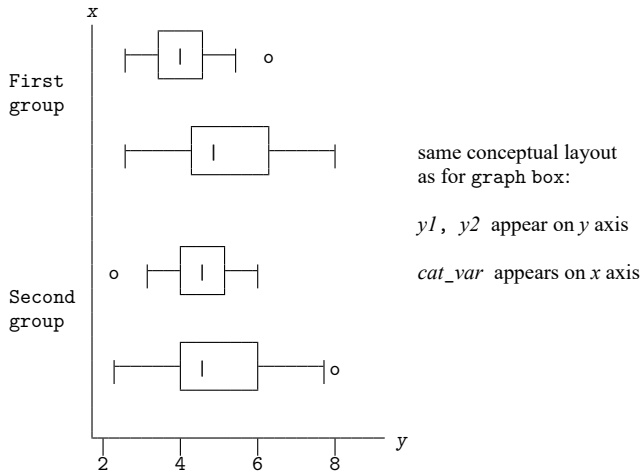 x
First
group
same conceptual layout
as for graph box:
y1, y2 appear on y axis
cat_var appears on x axis
Second
group
y
2 4 6 8